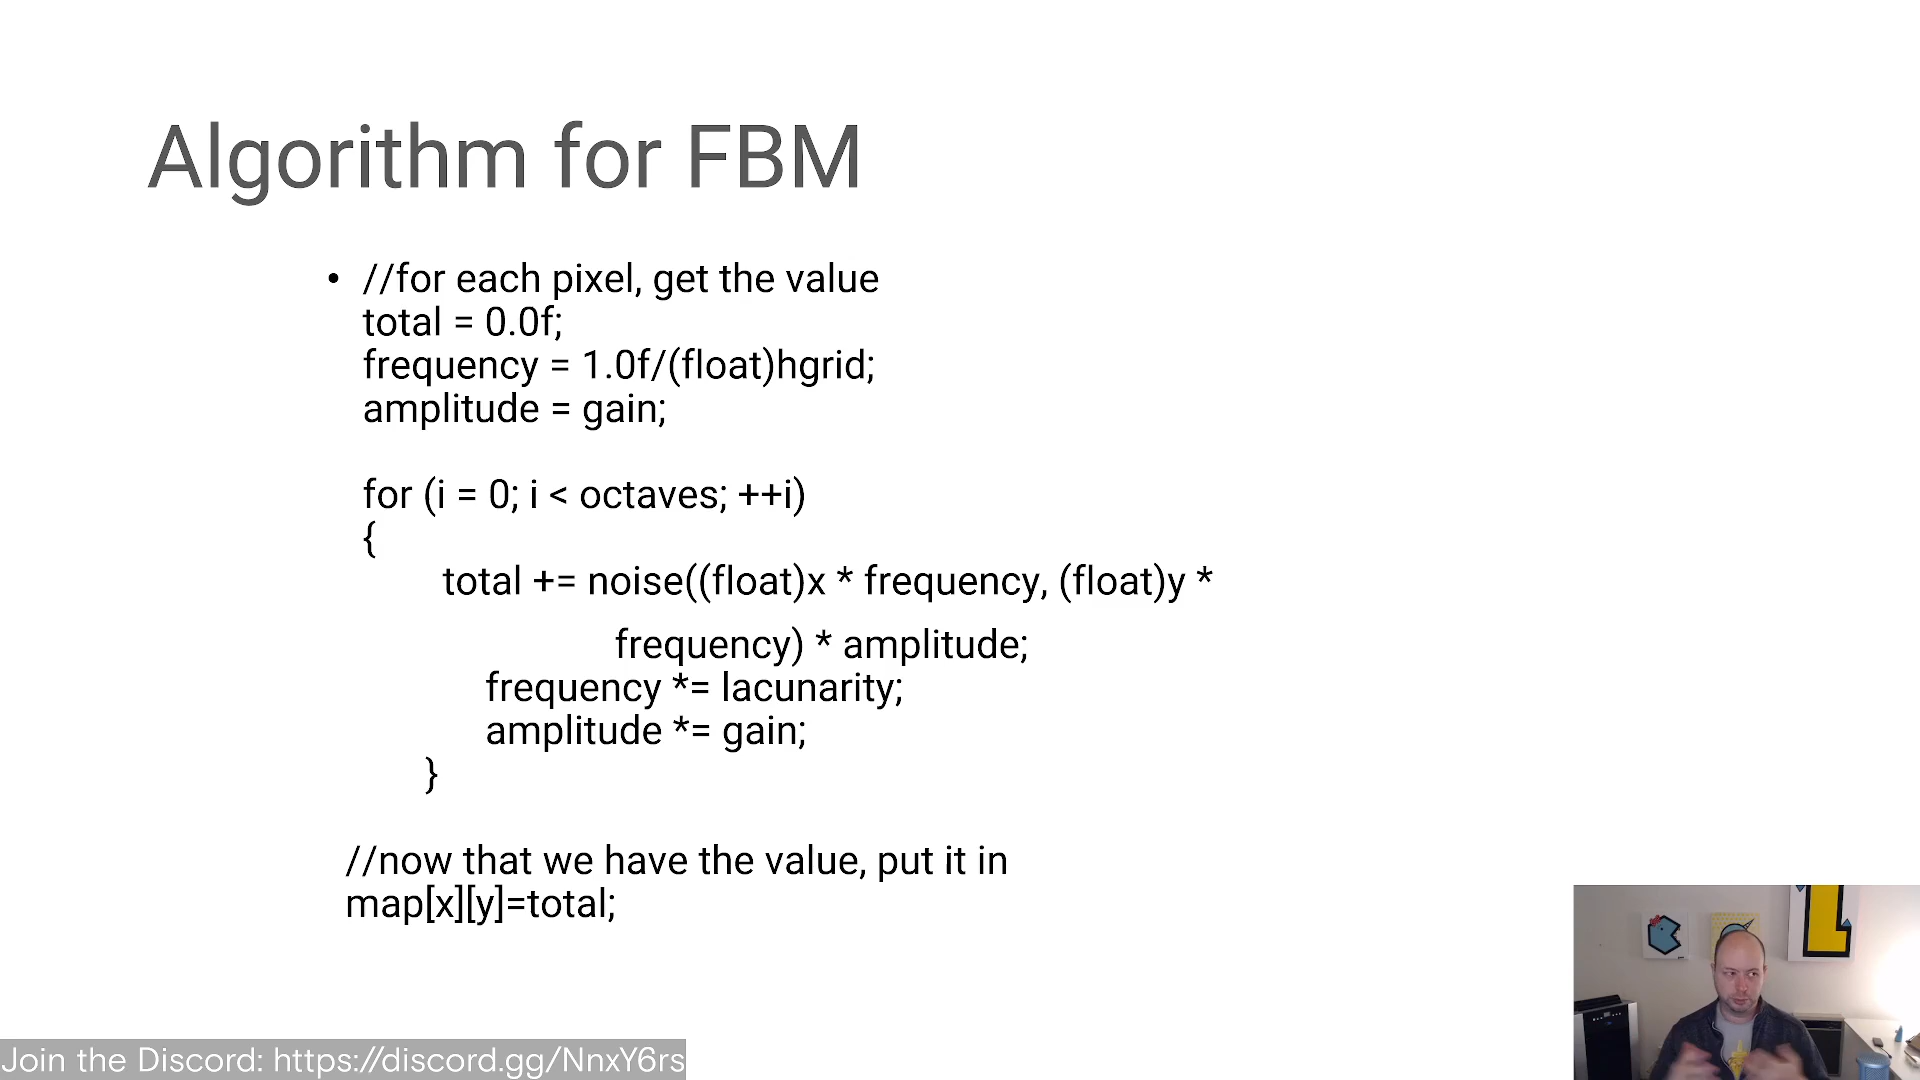 Algorithm for FBM
• //for each pixel, get the value
total = 0.0f;
frequency = 1.0f/(float)hgrid;
amplitude = gain;
for (i = 0; i < octaves; ++i)
{
total += noise((float)x * frequency, (float)y *
frequency) * amplitude;
frequency *= lacunarity;
amplitude *= gain;
}
//now that we have the value, put it in
map[x][y]=total;
Join the Discord: https://discord.gg/NnxY6rs